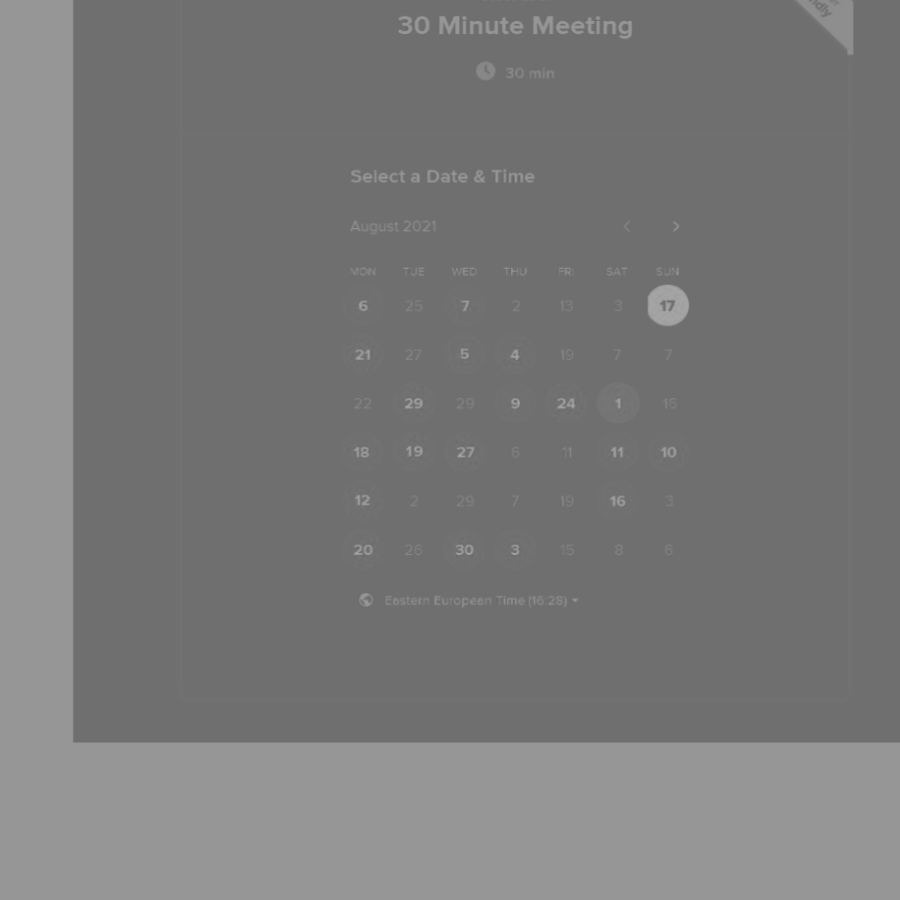 30 Minute Meeting
30 min
Select a Date & Time
August 2021
MON TUE WED THU FRI SAT SUN
6 25 7 2 13 3 17
21 27 5 4 19 7 7
22 29 29 9 24 1 16
18 19 27 6 11 11 10
12 2 29 7 19 16 3
20 26 30 3 15 8 6
Eastern European Time (16:28)